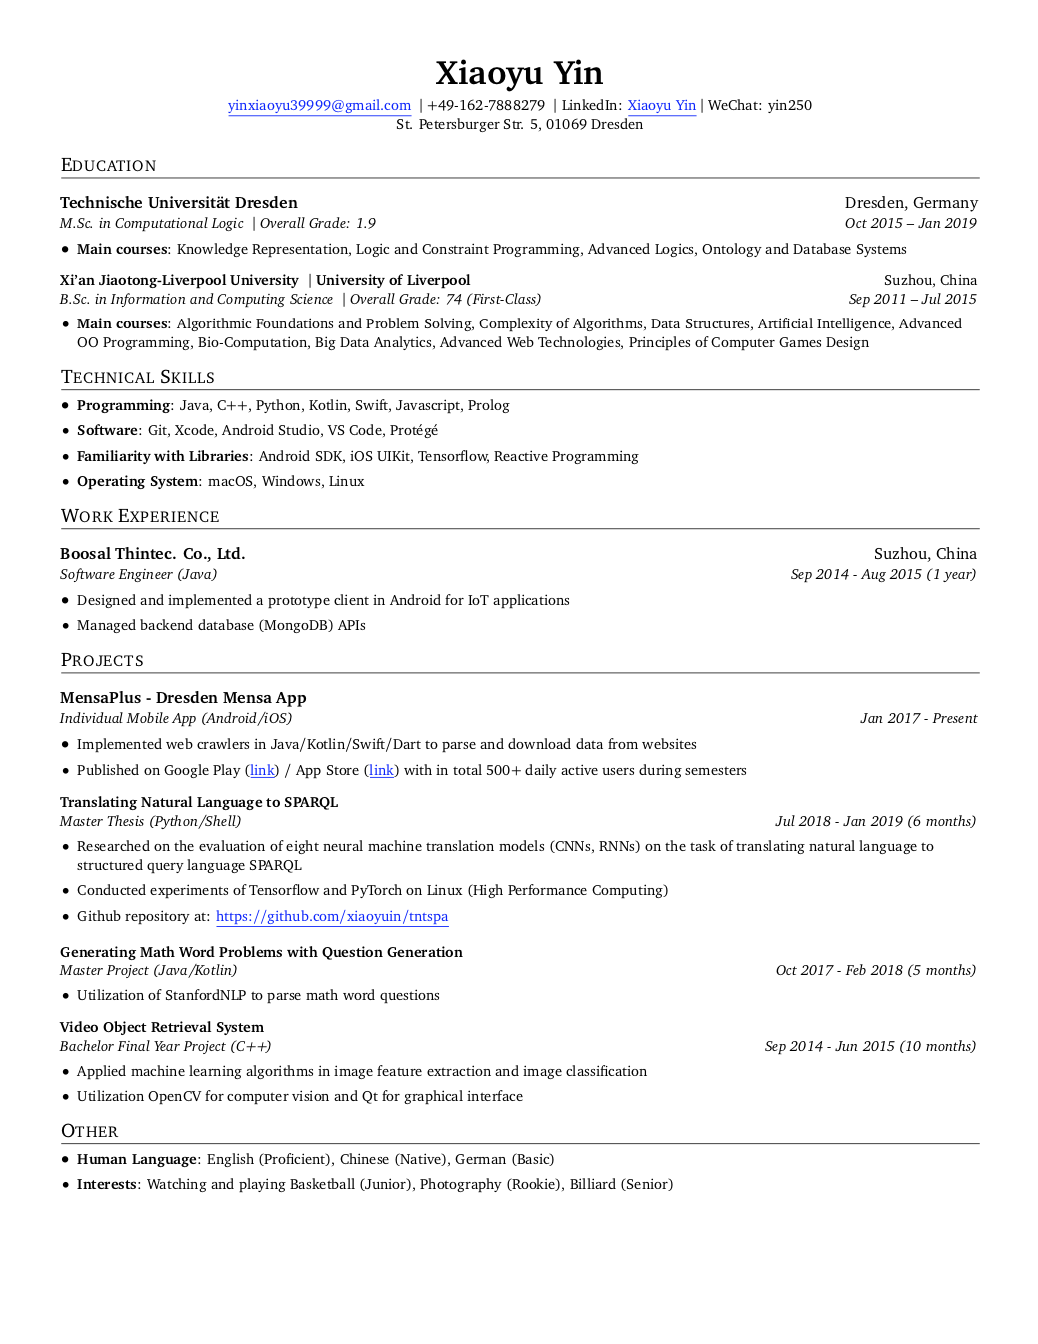 Xiaoyu Yin
yinxiaoyu39999@gmail.com | +49-162-7888279 | LinkedIn: Xiaoyu Yin | WeChat: yin250
St. Petersburger Str. 5, 01069 Dresden
EDUCATION
Technische Universität Dresden Dresden, Germany
M.Sc. in Computational Logic | Overall Grade: 1.9 Oct 2015 – Jan 2019
• Main courses: Knowledge Representation, Logic and Constraint Programming, Advanced Logics, Ontology and Database Systems
Xi’an Jiaotong-Liverpool University | University of Liverpool Suzhou, China
B.Sc. in Information and Computing Science | Overall Grade: 74 (First-Class) Sep 2011 – Jul 2015
• Main courses: Algorithmic Foundations and Problem Solving, Complexity of Algorithms, Data Structures, Artificial Intelligence, Advanced
OO Programming, Bio-Computation, Big Data Analytics, Advanced Web Technologies, Principles of Computer Games Design
TECHNICAL SKILLS
• Programming: Java, C++, Python, Kotlin, Swift, Javascript, Prolog
• Software: Git, Xcode, Android Studio, VS Code, Protégé
• Familiarity with Libraries: Android SDK, iOS UIKit, Tensorflow, Reactive Programming
• Operating System: macOS, Windows, Linux
WORK EXPERIENCE
Boosal Thintec. Co., Ltd. Suzhou, China
Software Engineer (Java) Sep 2014 - Aug 2015 (1 year)
• Designed and implemented a prototype client in Android for IoT applications
• Managed backend database (MongoDB) APIs
PROJECTS
MensaPlus - Dresden Mensa App
Individual Mobile App (Android/iOS) Jan 2017 - Present
• Implemented web crawlers in Java/Kotlin/Swift/Dart to parse and download data from websites
• Published on Google Play (link) / App Store (link) with in total 500+ daily active users during semesters
Translating Natural Language to SPARQL
Master Thesis (Python/Shell) Jul 2018 - Jan 2019 (6 months)
• Researched on the evaluation of eight neural machine translation models (CNNs, RNNs) on the task of translating natural language to
structured query language SPARQL
• Conducted experiments of Tensorflow and PyTorch on Linux (High Performance Computing)
• Github repository at: https://github.com/xiaoyuin/tntspa
Generating Math Word Problems with Question Generation
Master Project (Java/Kotlin) Oct 2017 - Feb 2018 (5 months)
• Utilization of StanfordNLP to parse math word questions
Video Object Retrieval System
Bachelor Final Year Project (C++) Sep 2014 - Jun 2015 (10 months)
• Applied machine learning algorithms in image feature extraction and image classification
• Utilization OpenCV for computer vision and Qt for graphical interface
OTHER
• Human Language: English (Proficient), Chinese (Native), German (Basic)
• Interests: Watching and playing Basketball (Junior), Photography (Rookie), Billiard (Senior)